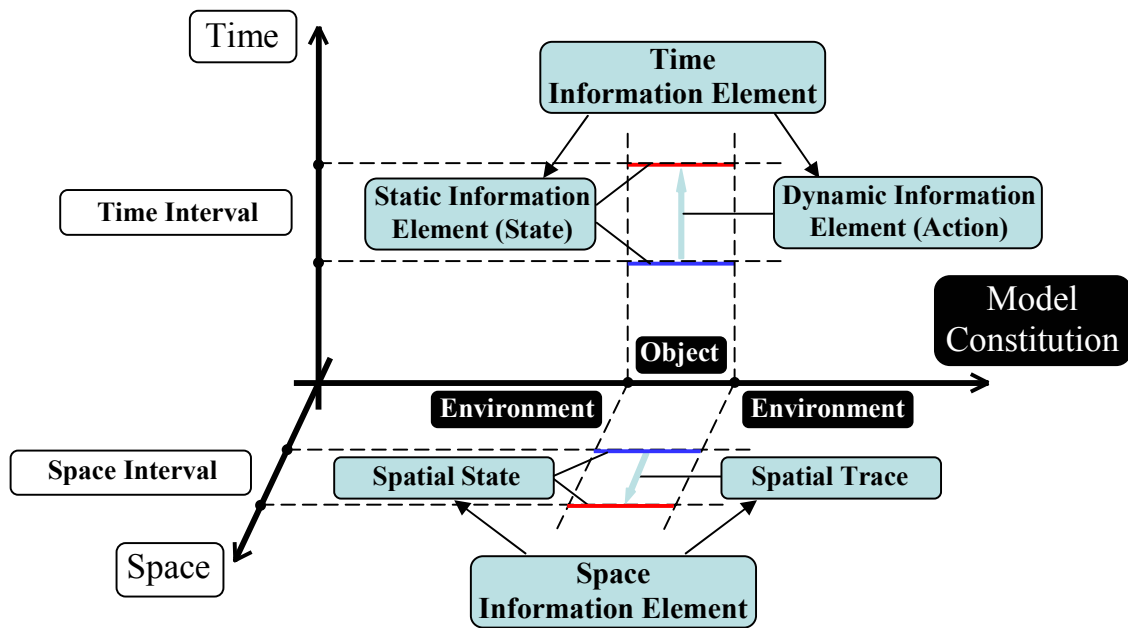 Time
Time
Information Element
Static Information
Element (State)
Dynamic Information
Element (Action)
Time Interval
Model
Constitution
Object
Environment
Environment
Space Interval
Spatial State
Spatial Trace
Space
Space
Information Element